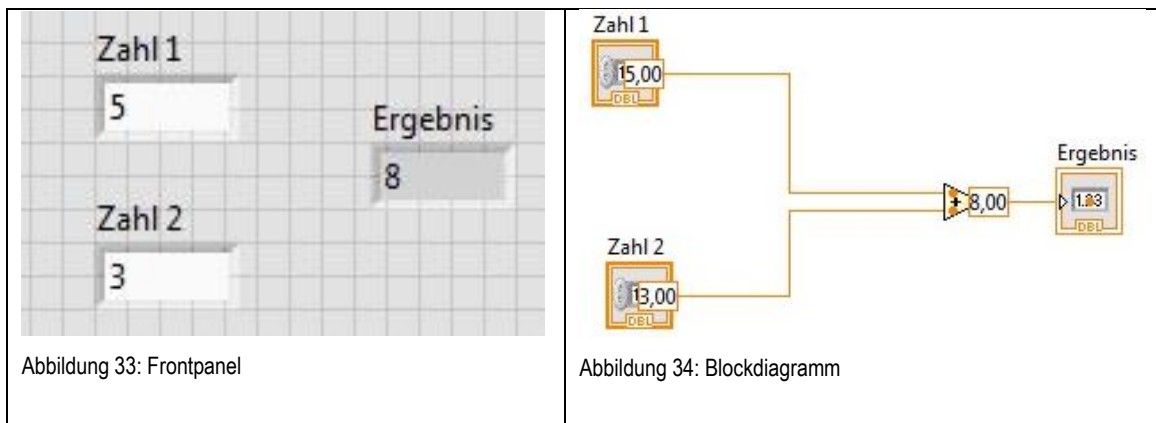 Zahl 1
5
Ergebnis
8
Zahl 2
3
Abbildung 33: Frontpanel
Zahl 1
15,00
DBL
Ergebnis
8,00
DBL
Zahl 2
13,00
DBL
Abbildung 34: Blockdiagramm